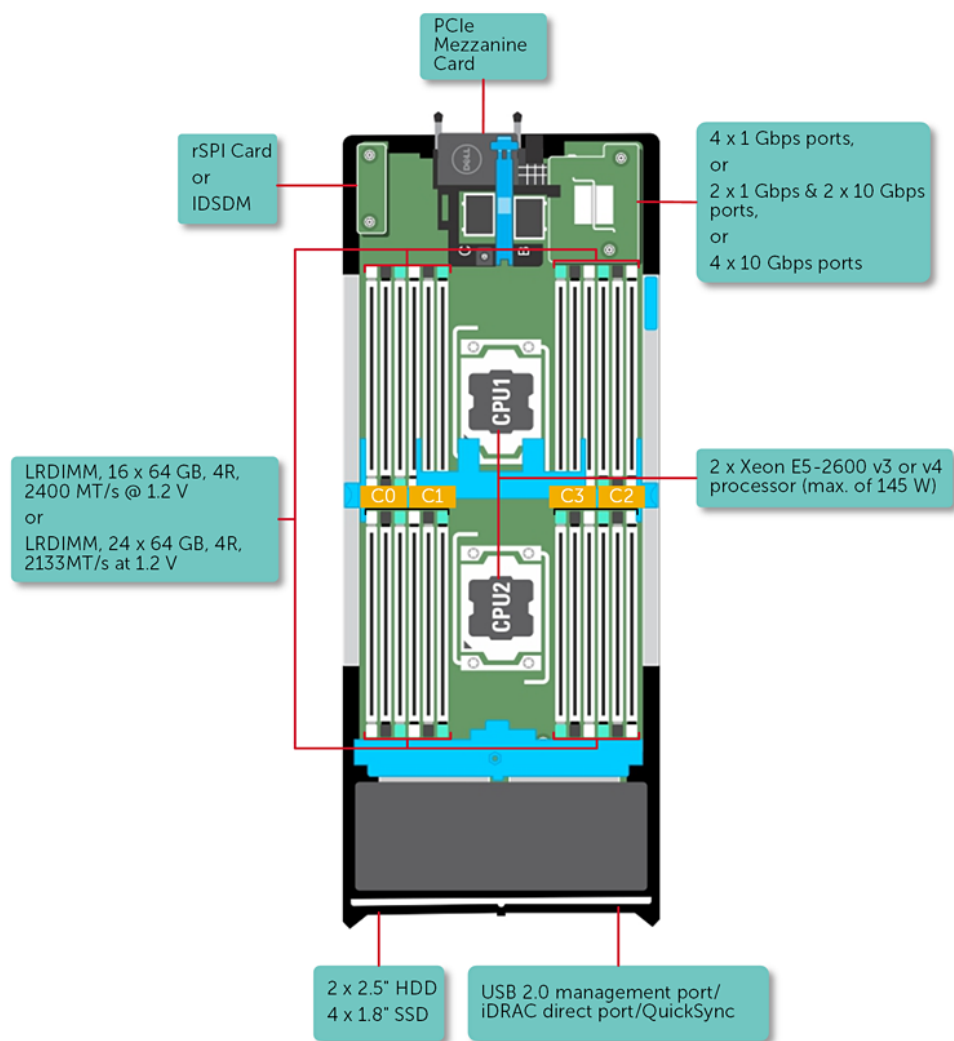 PCIe
Mezzanine
Card
rSPI Card
or
IDSDM
4 x 1 Gbps ports,
or
2 x 1 Gbps & 2 x 10 Gbps
ports,
or
4 x 10 Gbps ports
DELL
C
B
CPU1
LRDIMM, 16 x 64 GB, 4R,
2400 MT/s @ 1.2 V
or
LRDIMM, 24 x 64 GB, 4R,
2133MT/s at 1.2 V
C0 C1 C3 C2
2 x Xeon E5-2600 v3 or v4
processor (max. of 145 W)
CPU2
2 x 2.5" HDD
4 x 1.8" SSD
USB 2.0 management port/
iDRAC direct port/QuickSync